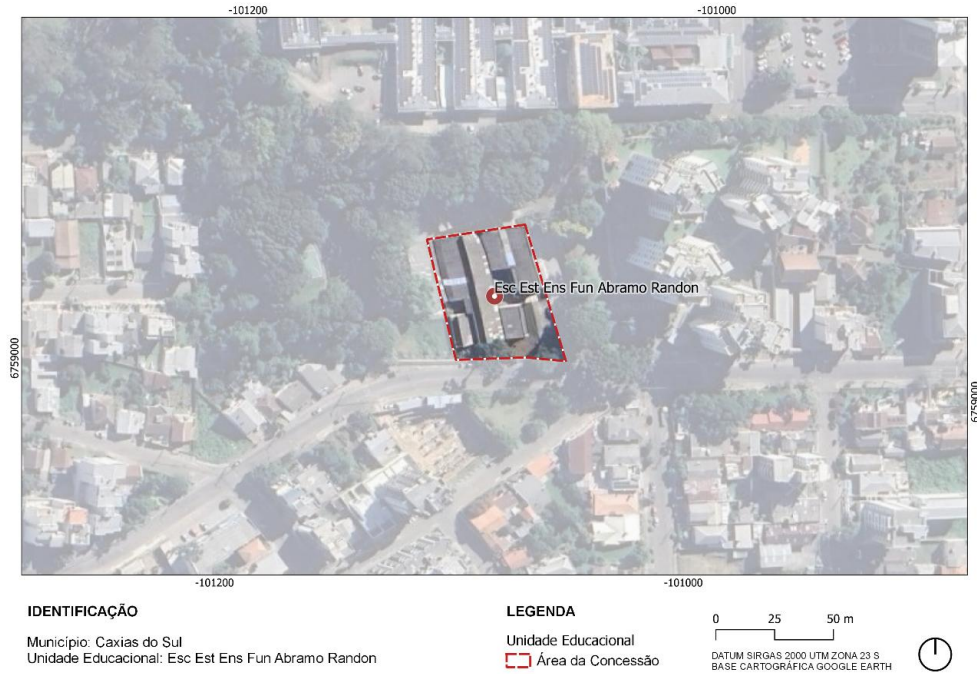 -101200
-101000
Esc Est Ens Fun Abramo Randon
6759000
6759000
-101200
-101000
IDENTIFICAÇÃO
Município: Caxias do Sul
Unidade Educacional: Esc Est Ens Fun Abramo Randon
LEGENDA
Unidade Educacional
Área da Concessão
0 25 50 m
DATUM SIRGAS 2000 UTM ZONA 23 S
BASE CARTOGRÁFICA GOOGLE EARTH